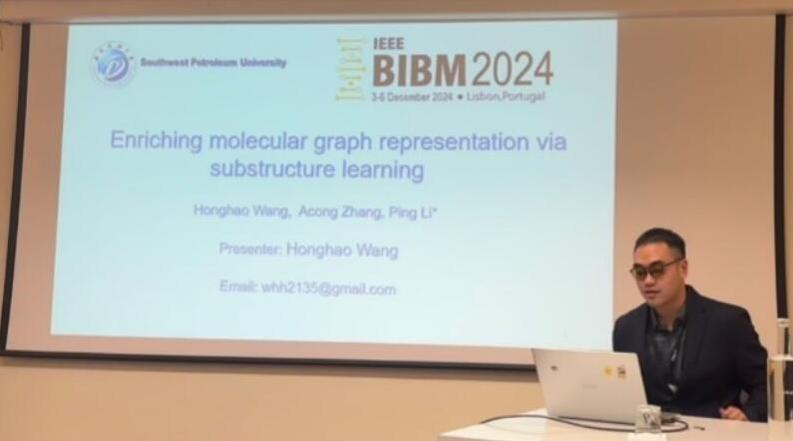 Southwest Petroleum University
IEEE
BIBM 2024
3-6 December 2024 • Lisbon, Portugal
Enriching molecular graph representation via
substructure learning
Honghao Wang, Acong Zhang, Ping Li*
Presenter: Honghao Wang
Email: whh2135@gmail.com